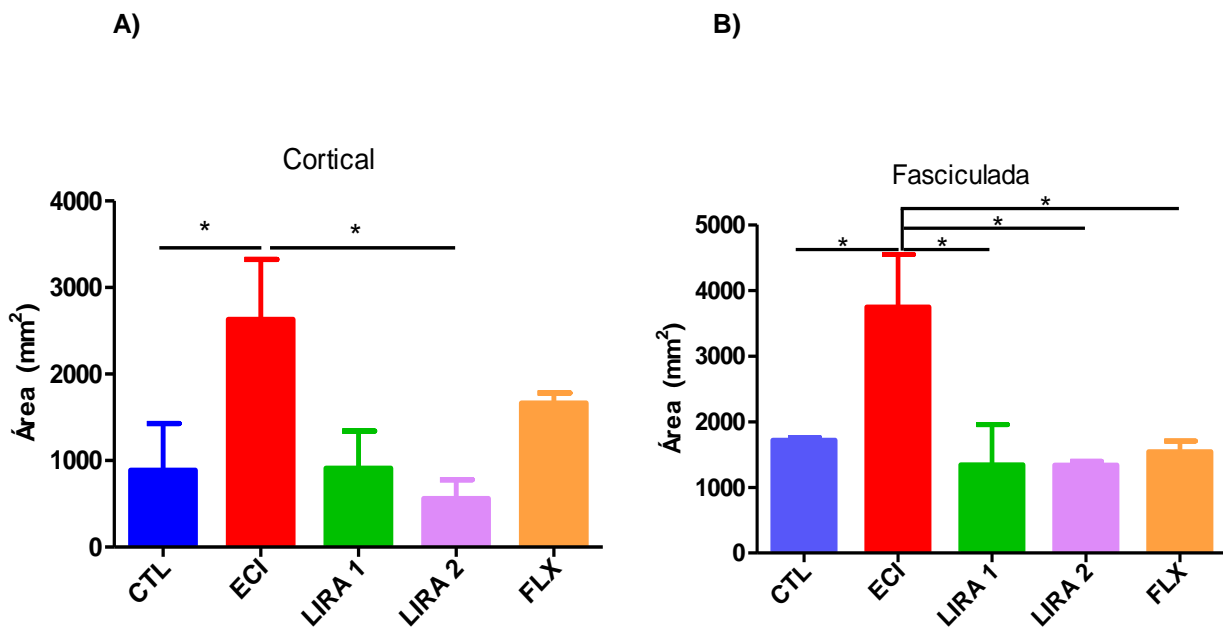 A)
Cortical
Área (mm²)
4000
3000
2000
1000
0
*
*
CTL
ECI
LIRA 1
LIRA 2
FLX
B)
Fasciculada
Área (mm²)
5000
4000
3000
2000
1000
0
*
*
*
*
CTL
ECI
LIRA 1
LIRA 2
FLX